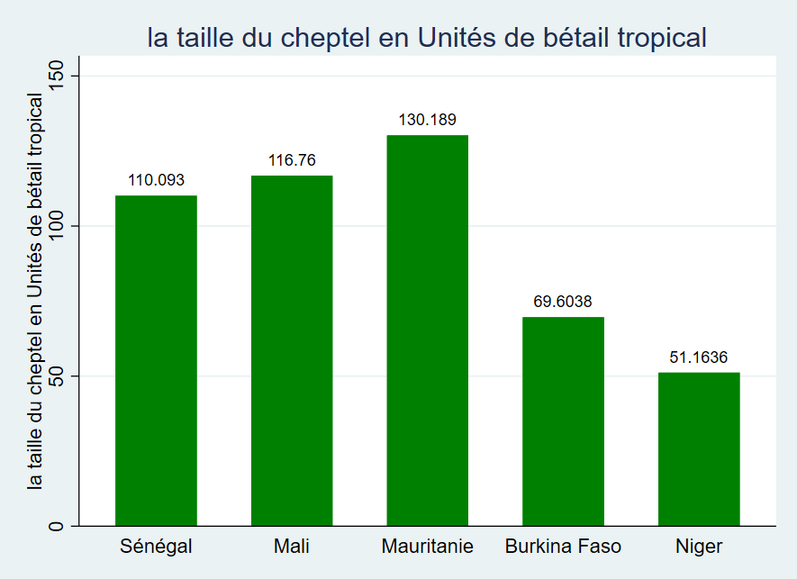 la taille du cheptel en Unités de bétail tropical
la taille du cheptel en Unités de bétail tropical
150
100
50
0
110.093
116.76
130.189
69.6038
51.1636
Sénégal
Mali
Mauritanie
Burkina Faso
Niger